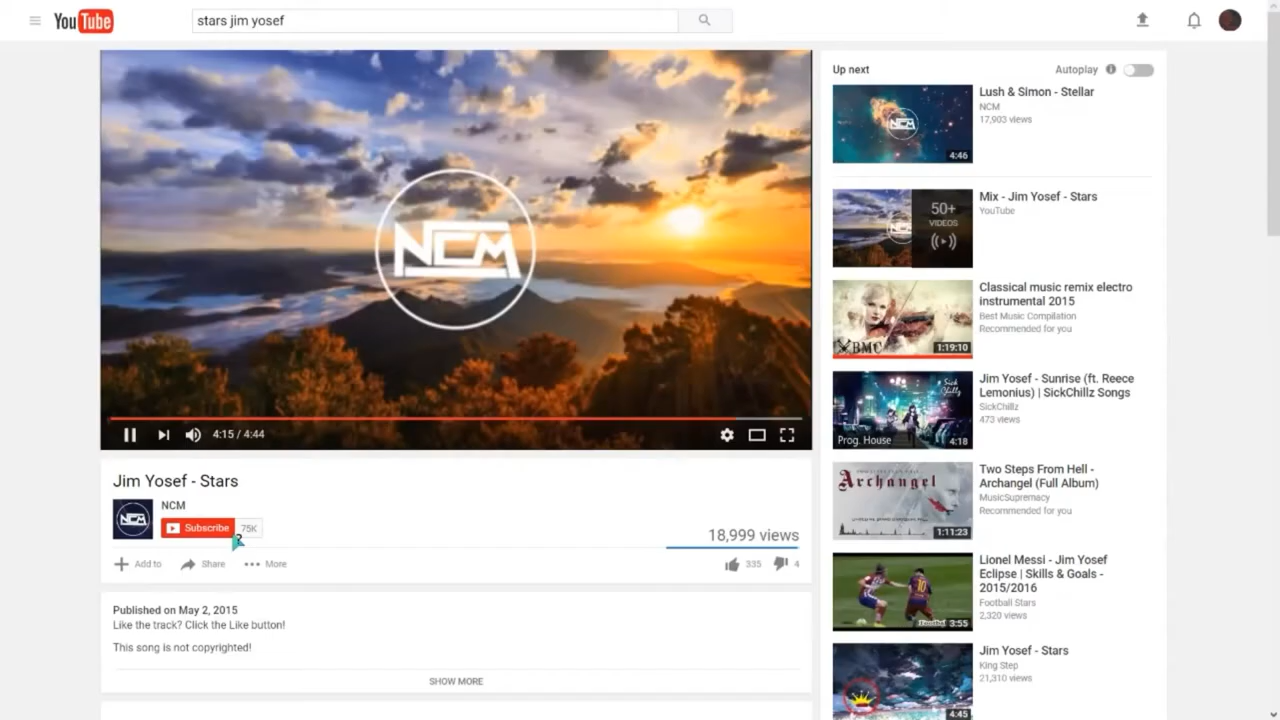 YouTube
stars jim yosef
NCM
4:15 / 4:44
Jim Yosef - Stars
NCM
NCM
Subscribe 75K
18,999 views
Add to Share More
335 4
Published on May 2, 2015
Like the track? Click the Like button!
This song is not copyrighted!
SHOW MORE
Up next
Autoplay
NCM
4:46
Lush & Simon - Stellar
NCM
17,903 views
50+
VIDEOS
Mix - Jim Yosef - Stars
YouTube
BMC
1:19:10
Classical music remix electro
instrumental 2015
Best Music Compilation
Recommended for you
Sick
Chillz
Prog. House
4:18
Jim Yosef - Sunrise (ft. Reece
Lemonius) | SickChillz Songs
SickChillz
473 views
Archangel
1:11:23
Two Steps From Hell -
Archangel (Full Album)
MusicSupremacy
Recommended for you
10
3:55
Lionel Messi - Jim Yosef
Eclipse | Skills & Goals -
2015/2016
Football Stars
2,320 views
4:45
Jim Yosef - Stars
King Step
21,310 views